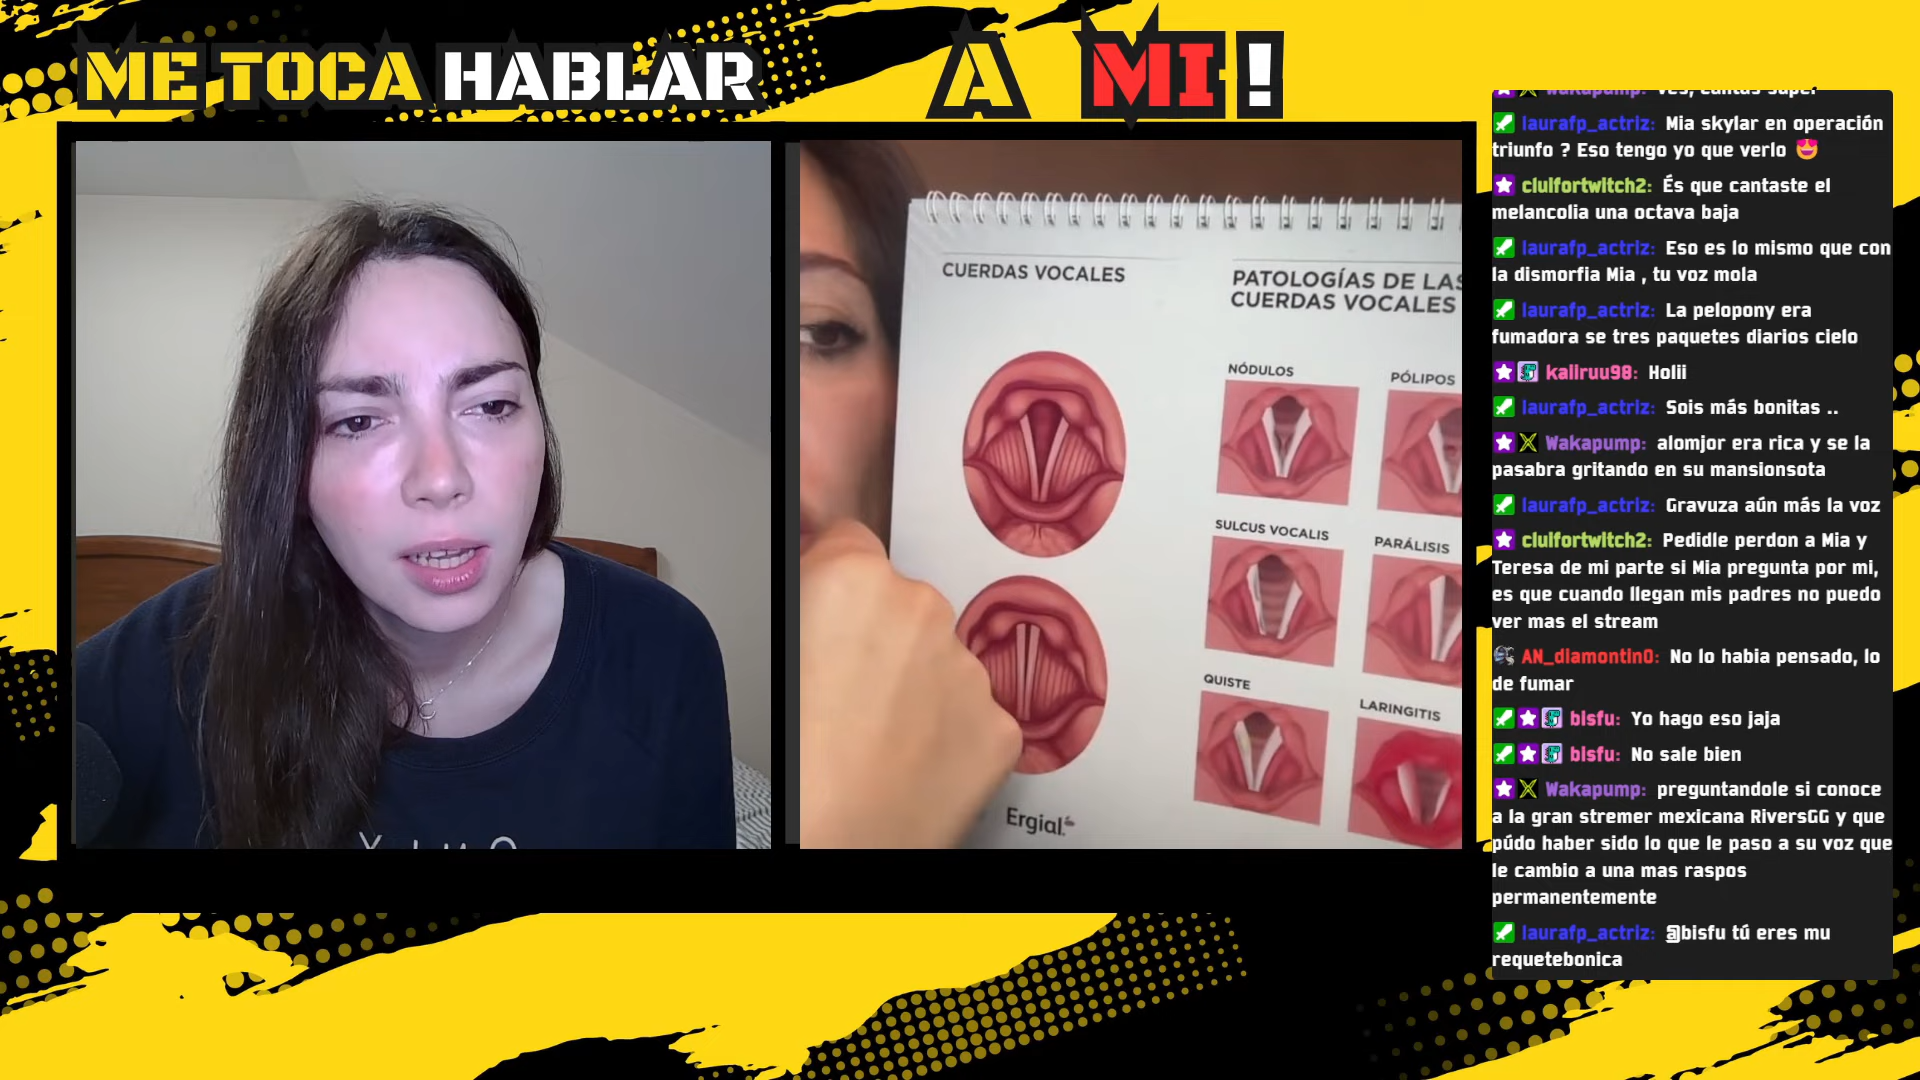 ME TOCA HABLAR A MI!
CUERDAS VOCALES
PATOLOGÍAS DE LAS
CUERDAS VOCALES
NÓDULOS
PÓLIPOS
SULCUS VOCALIS
PARÁLISIS
QUISTE
LARINGITIS
Ergial
Wakapump: ves, cantas super
laurafp_actriz: Mia skylar en operación
triunfo ? Eso tengo yo que verlo 😍
cluifortwitch2: És que cantaste el
melancolia una octava baja
laurafp_actriz: Eso es lo mismo que con
la dismorfia Mia , tu voz mola
laurafp_actriz: La pelopony era
fumadora se tres paquetes diarios cielo
kaliruu98: Holii
laurafp_actriz: Sois más bonitas ..
Wakapump: alomjor era rica y se la
pasabra gritando en su mansionsota
laurafp_actriz: Gravuza aún más la voz
cluifortwitch2: Pedidle perdon a Mia y
Teresa de mi parte si Mia pregunta por mi,
es que cuando llegan mis padres no puedo
ver mas el stream
AN_diamontin0: No lo habia pensado, lo
de fumar
bisfu: Yo hago eso jaja
bisfu: No sale bien
Wakapump: preguntandole si conoce
a la gran stremer mexicana RiversGG y que
púdo haber sido lo que le paso a su voz que
le cambio a una mas raspos
permanentemente
laurafp_actriz: @bisfu tú eres mu
requetebonica